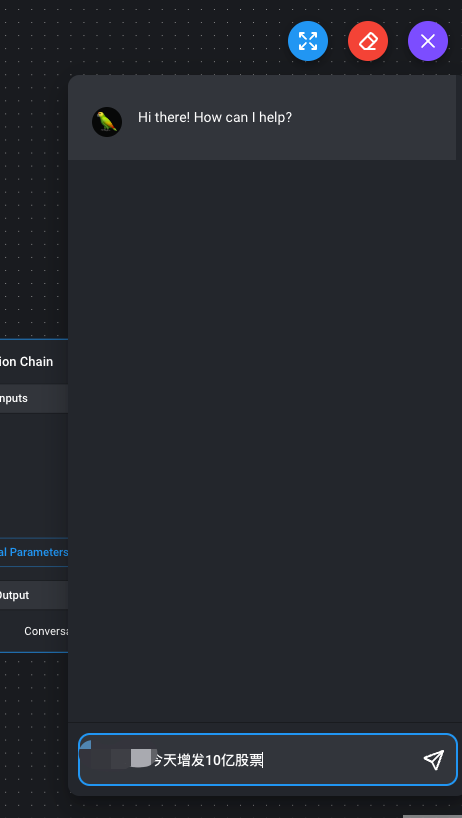 Hi there! How can I help?
ion Chain
nputs
al Parameters
Output
Conversa
今天增发10亿股票